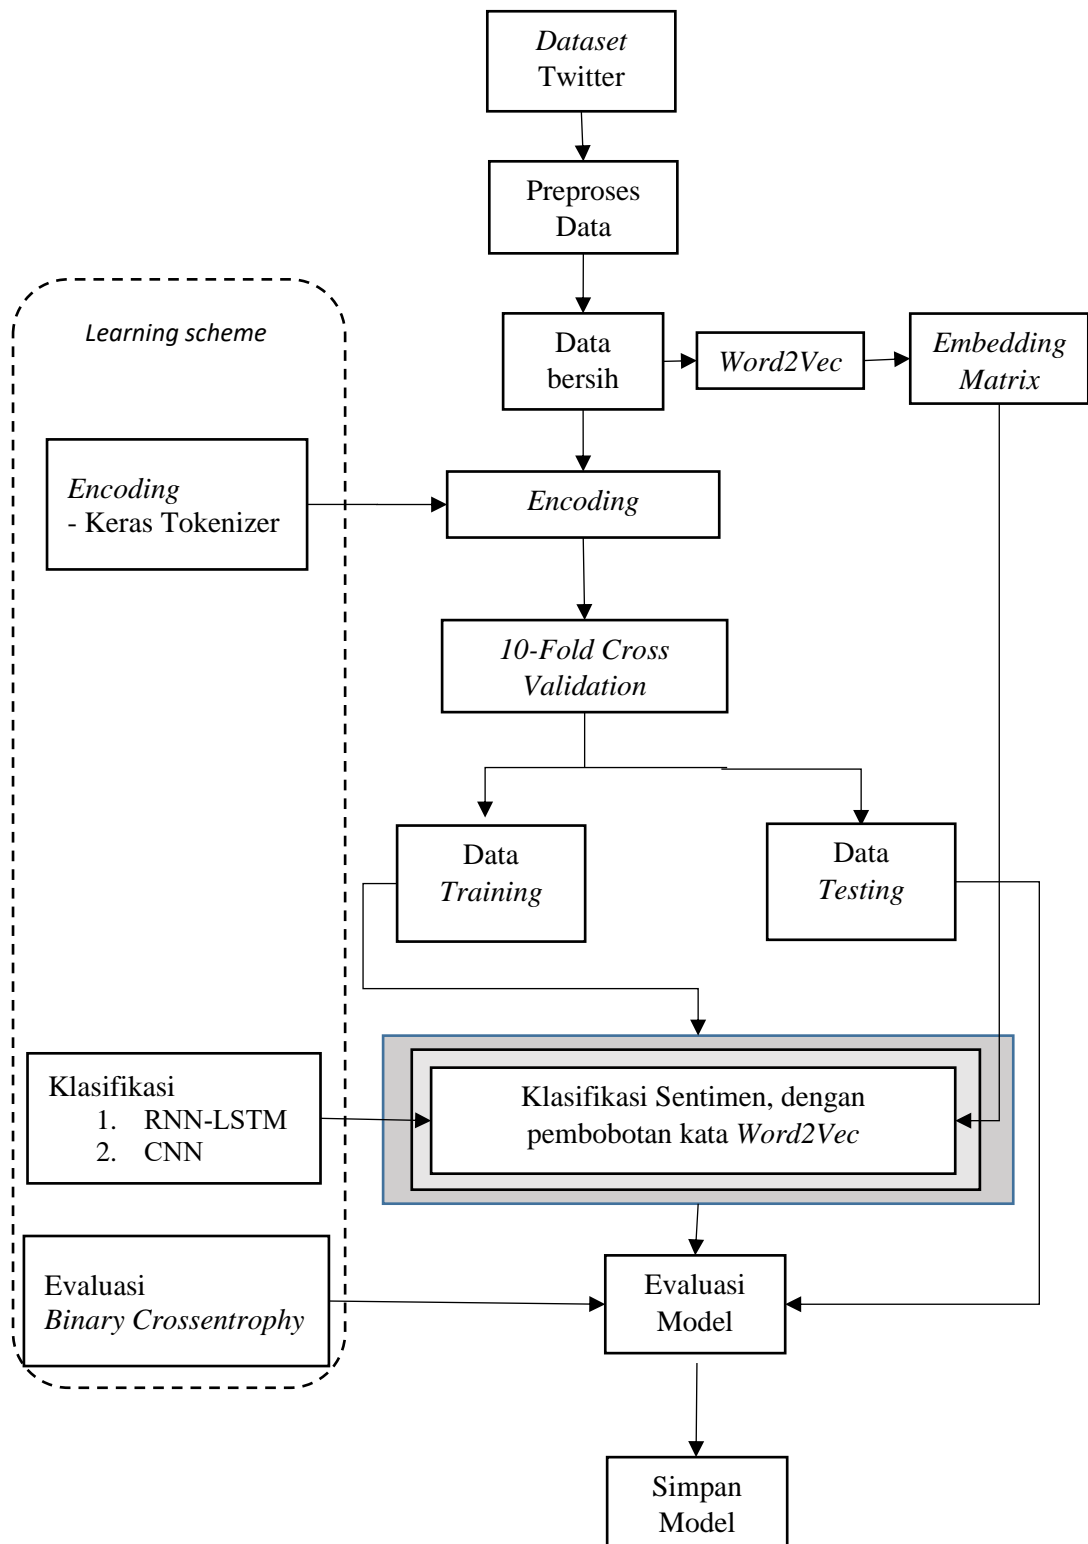 Dataset
Twitter
Preproses
Data
Learning scheme
Data
bersih
Word2Vec
Embedding
Matrix
Encoding
- Keras Tokenizer
Encoding
10-Fold Cross
Validation
Data
Training
Data
Testing
Klasifikasi
1. RNN-LSTM
2. CNN
Klasifikasi Sentimen, dengan
pembobotan kata Word2Vec
Evaluasi
Binary Crossentrophy
Evaluasi
Model
Simpan
Model